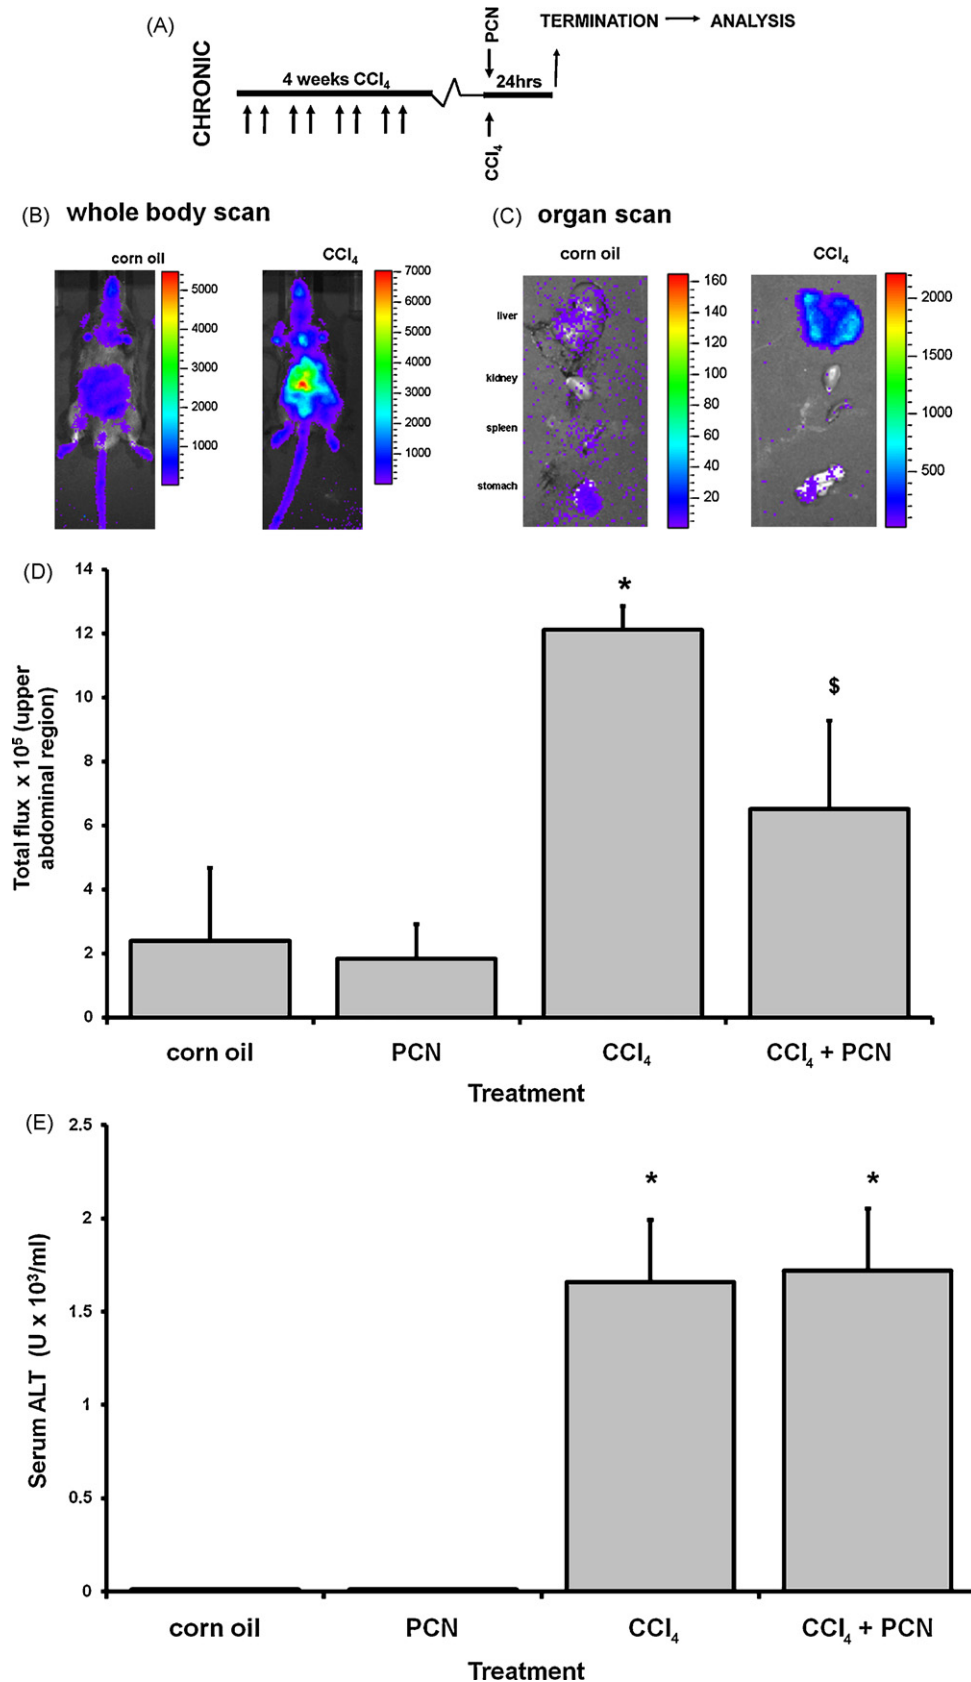 (A)
CHRONIC
4 weeks CCl₄
PCN
24hrs
CCl₄
TERMINATION → ANALYSIS
(B) whole body scan
corn oil
5000
4000
3000
2000
1000
CCl₄
7000
6000
5000
4000
3000
2000
1000
(C) organ scan
corn oil
liver
kidney
spleen
stomach
160
140
120
100
80
60
40
20
CCl₄
2000
1500
1000
500
(D)
Total flux x 10⁵ (upper
abdominal region)
14
12
10
8
6
4
2
0
*
$
corn oil
PCN
CCl₄
CCl₄ + PCN
Treatment
(E)
Serum ALT (U x 10³/ml)
2.5
2
1.5
1
0.5
0
*
*
corn oil
PCN
CCl₄
CCl₄ + PCN
Treatment